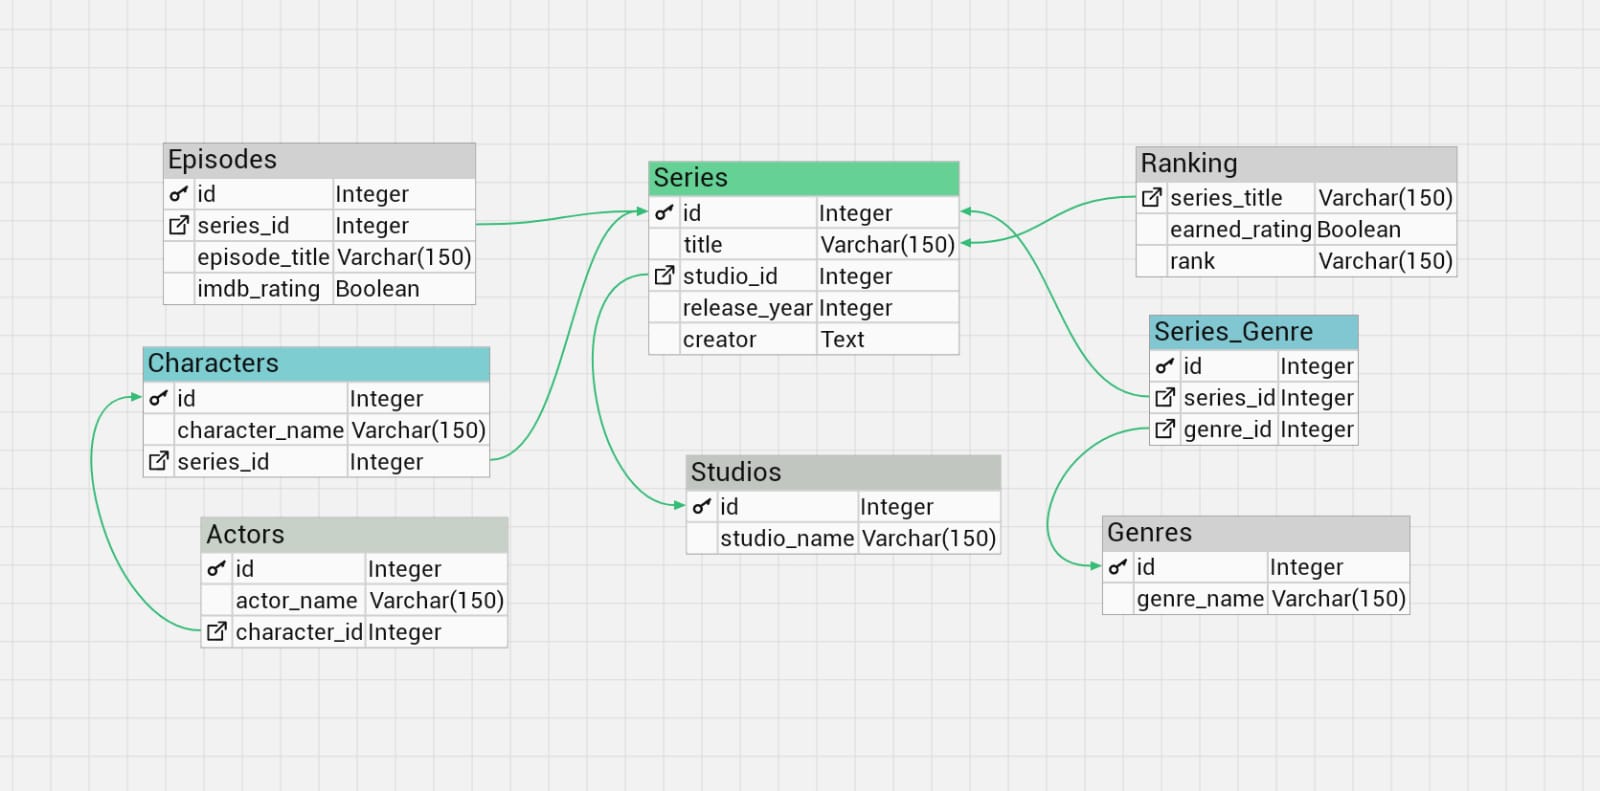 Episodes
id Integer
series_id Integer
episode_title Varchar(150)
imdb_rating Boolean
Characters
id Integer
character_name Varchar(150)
series_id Integer
Actors
id Integer
actor_name Varchar(150)
character_id Integer
Series
id Integer
title Varchar(150)
studio_id Integer
release_year Integer
creator Text
Studios
id Integer
studio_name Varchar(150)
Ranking
series_title Varchar(150)
earned_rating Boolean
rank Varchar(150)
Series_Genre
id Integer
series_id Integer
genre_id Integer
Genres
id Integer
genre_name Varchar(150)